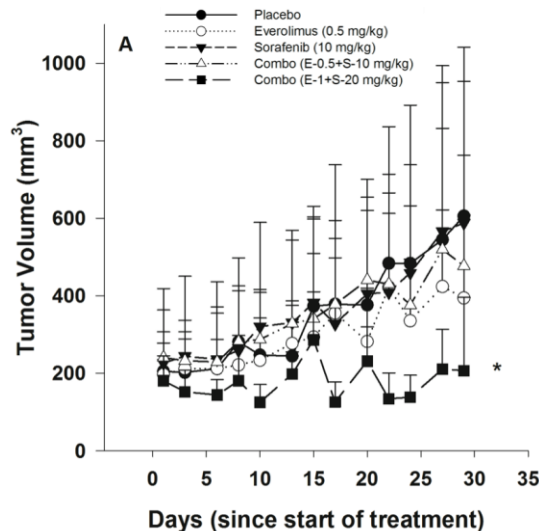 A
Placebo
Everolimus (0.5 mg/kg)
Sorafenib (10 mg/kg)
Combo (E-0.5+S-10 mg/kg)
Combo (E-1+S-20 mg/kg)
Tumor Volume (mm³)
1000
800
600
400
200
0
*
0 5 10 15 20 25 30 35
Days (since start of treatment)